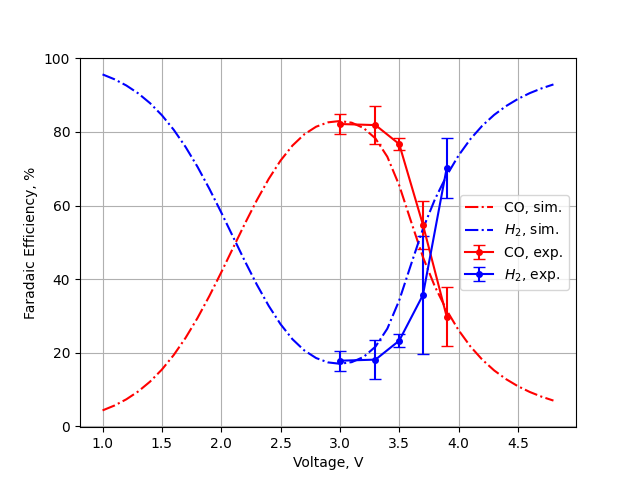 100
80
60
40
20
0
Faradaic Efficiency, %
1.0 1.5 2.0 2.5 3.0 3.5 4.0 4.5
Voltage, V
CO, sim.
H₂, sim.
CO, exp.
H₂, exp.